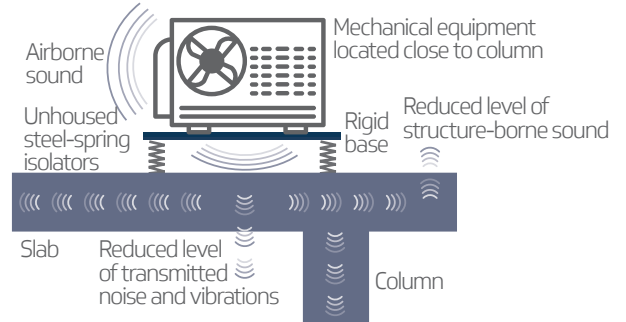 Mechanical equipment
located close to column
Airborne
sound
Unhoused
steel-spring
isolators
Rigid
base
Reduced level of
structure-borne sound
Slab
Reduced level
of transmitted
noise and vibrations
Column